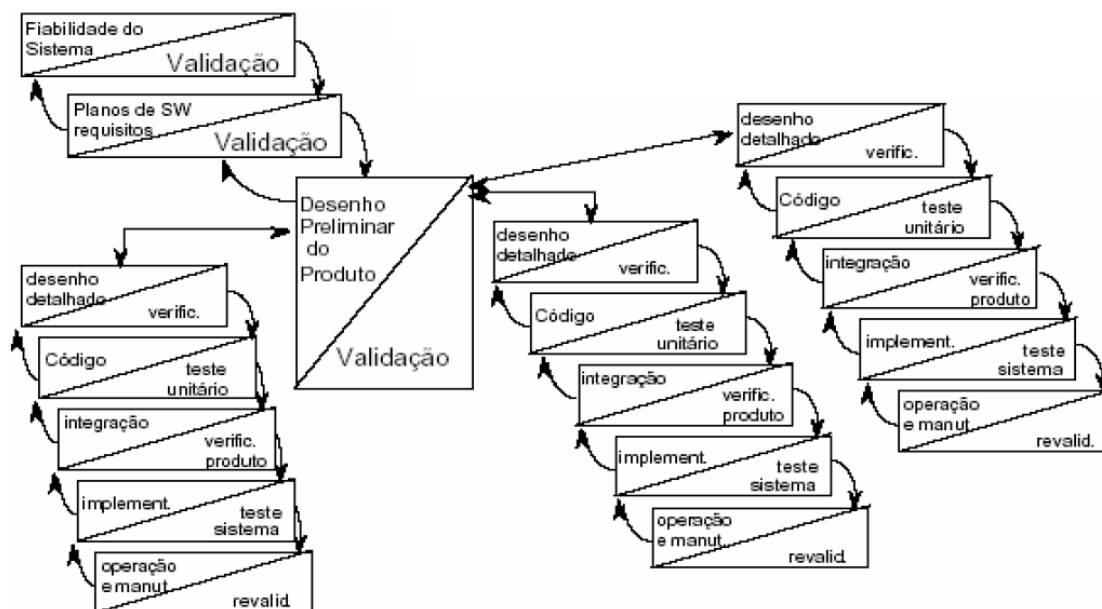 Fiabilidade do
Sistema
Validação
Planos de SW
requisitos
Validação
Desenho
Preliminar
do
Produto
Validação
desenho
detalhado
verific.
Código
teste
unitário
integração
verific.
produto
implement.
teste
sistema
operação
e manut.
revalid.
desenho
detalhado
verific.
Código
teste
unitário
integração
verific.
produto
implement.
teste
sistema
operação
e manut.
revalid.
desenho
detalhado
verific.
Código
teste
unitário
integração
verific.
produto
implement.
teste
sistema
operação
e manut.
revalid.